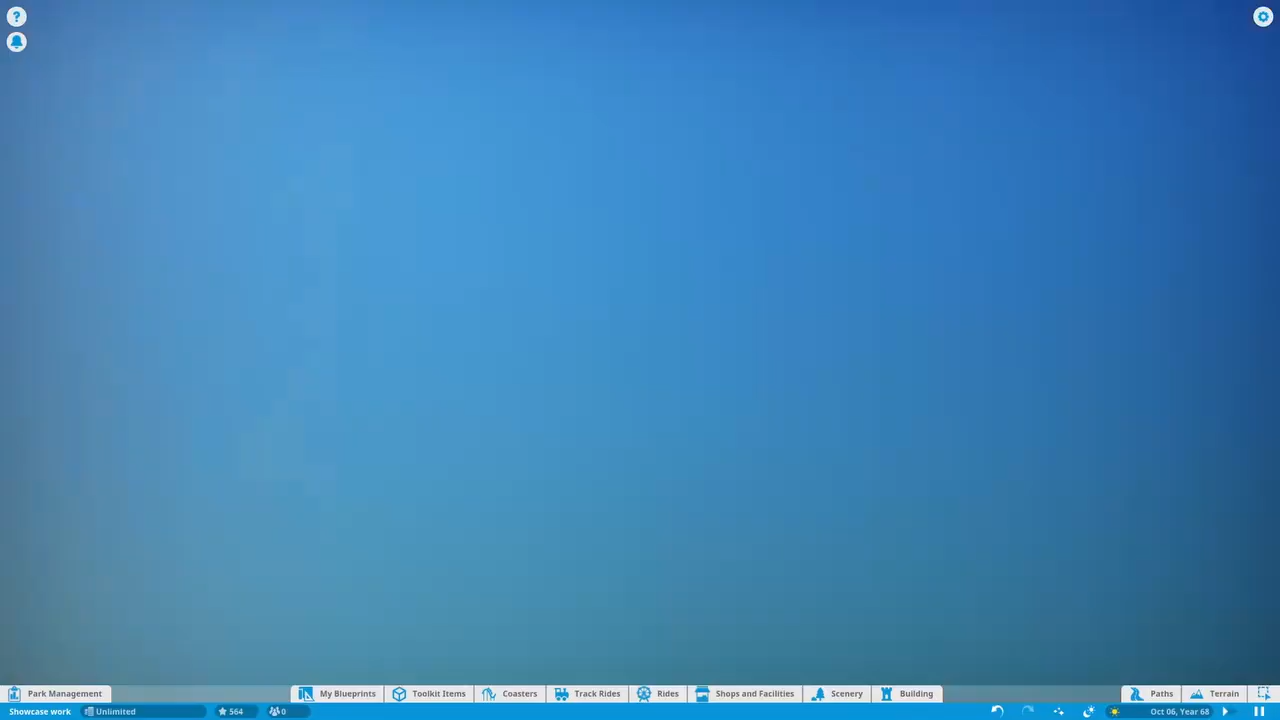 ?
Park Management
My Blueprints
Toolkit Items
Coasters
Track Rides
Rides
Shops and Facilities
Scenery
Building
Paths
Terrain
Showcase work
Unlimited
564
0
Oct 06, Year 68